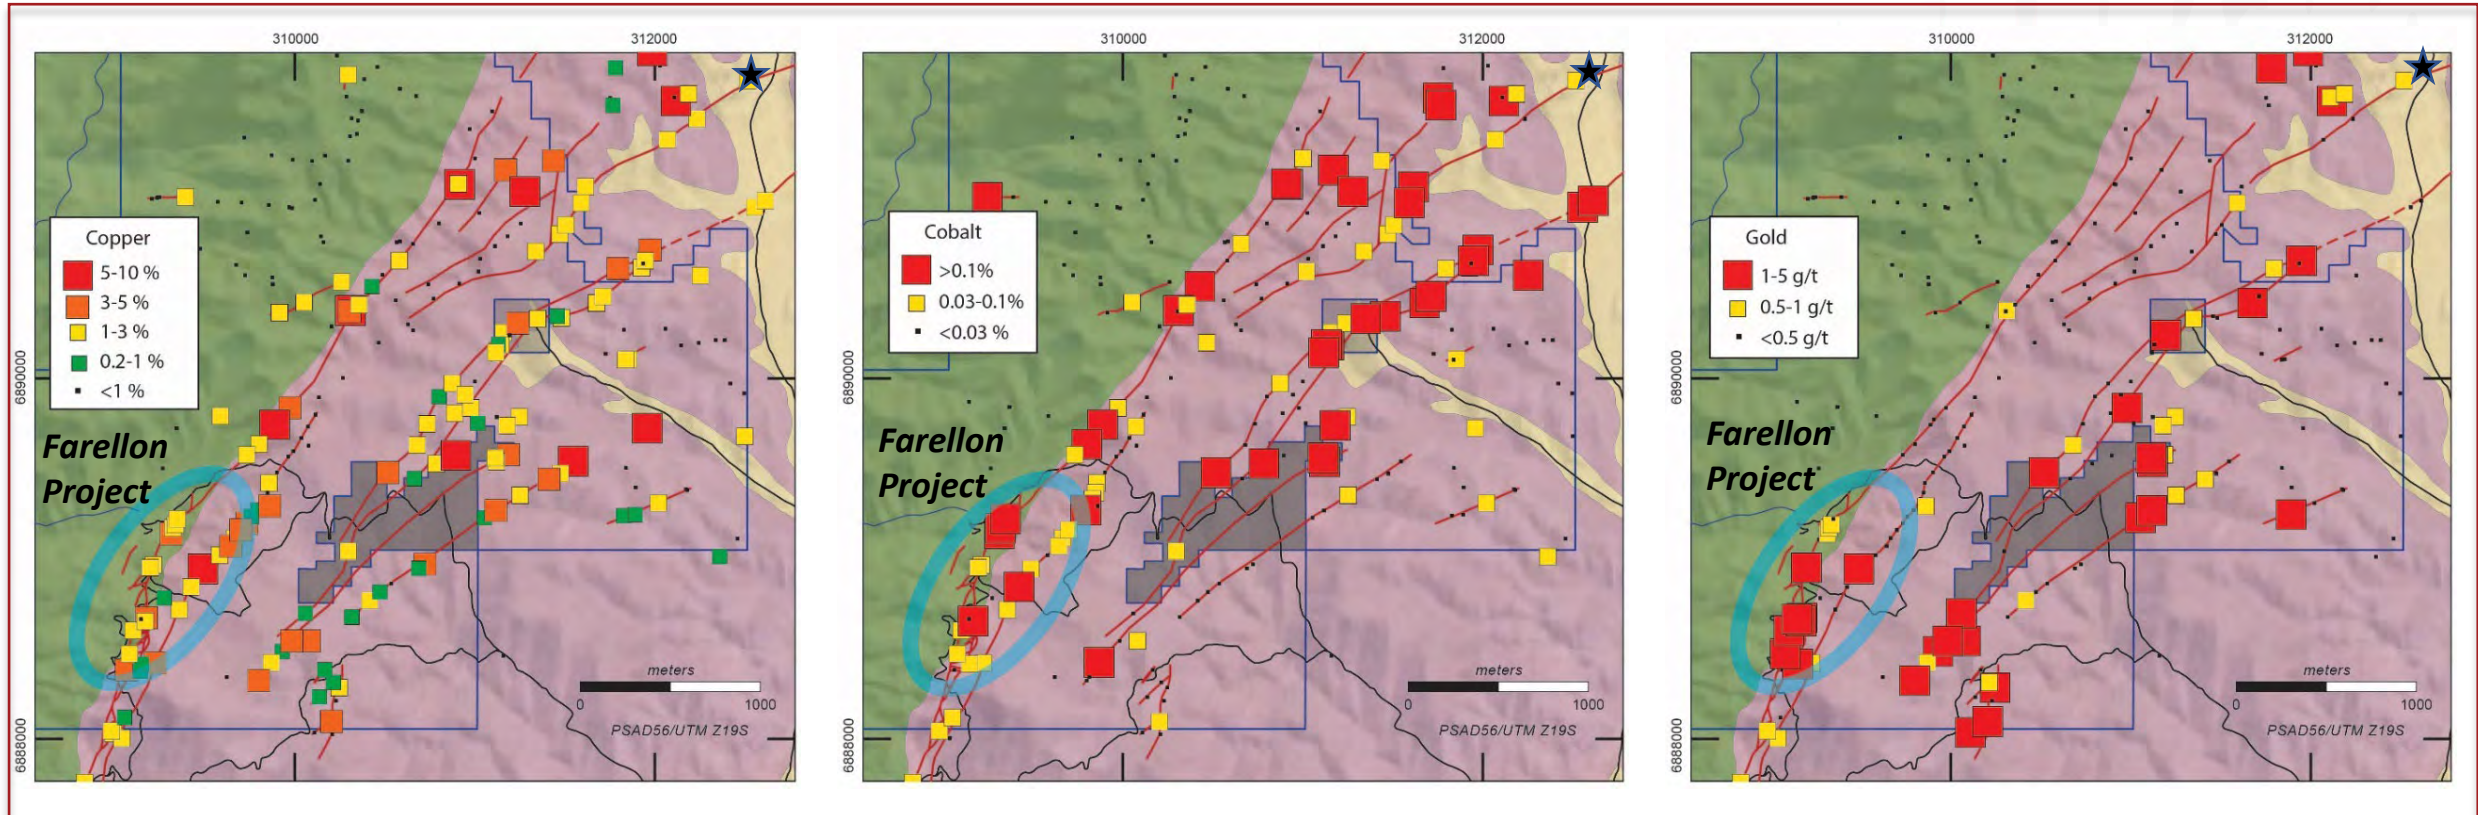 310000
312000
6890000
6888000
Copper
5-10 %
3-5 %
1-3 %
0.2-1 %
<1 %
Farellon
Project
meters
0 1000
PSAD56/UTM Z19S
310000
312000
6890000
6888000
Cobalt
>0.1%
0.03-0.1%
<0.03 %
Farellon
Project
meters
0 1000
PSAD56/UTM Z19S
310000
312000
6890000
6888000
Gold
1-5 g/t
0.5-1 g/t
<0.5 g/t
Farellon
Project
meters
0 1000
PSAD56/UTM Z19S